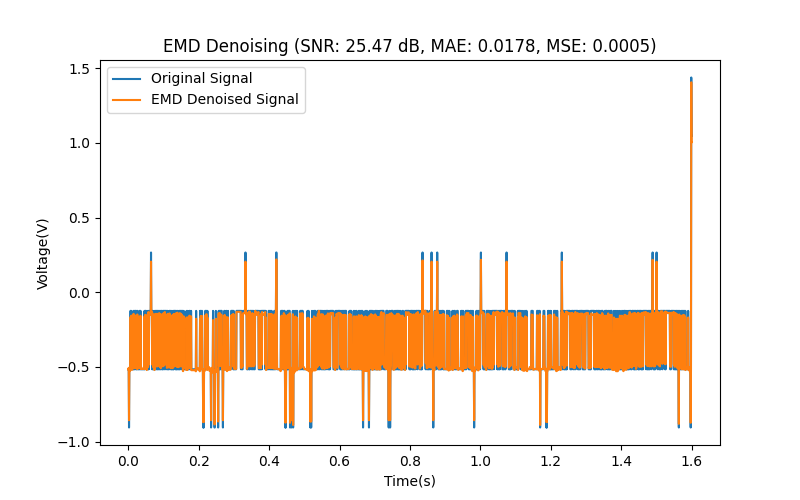 EMD Denoising (SNR: 25.47 dB, MAE: 0.0178, MSE: 0.0005)
Original Signal
EMD Denoised Signal
Voltage(V)
1.5
1.0
0.5
0.0
−0.5
−1.0
0.0 0.2 0.4 0.6 0.8 1.0 1.2 1.4 1.6
Time(s)